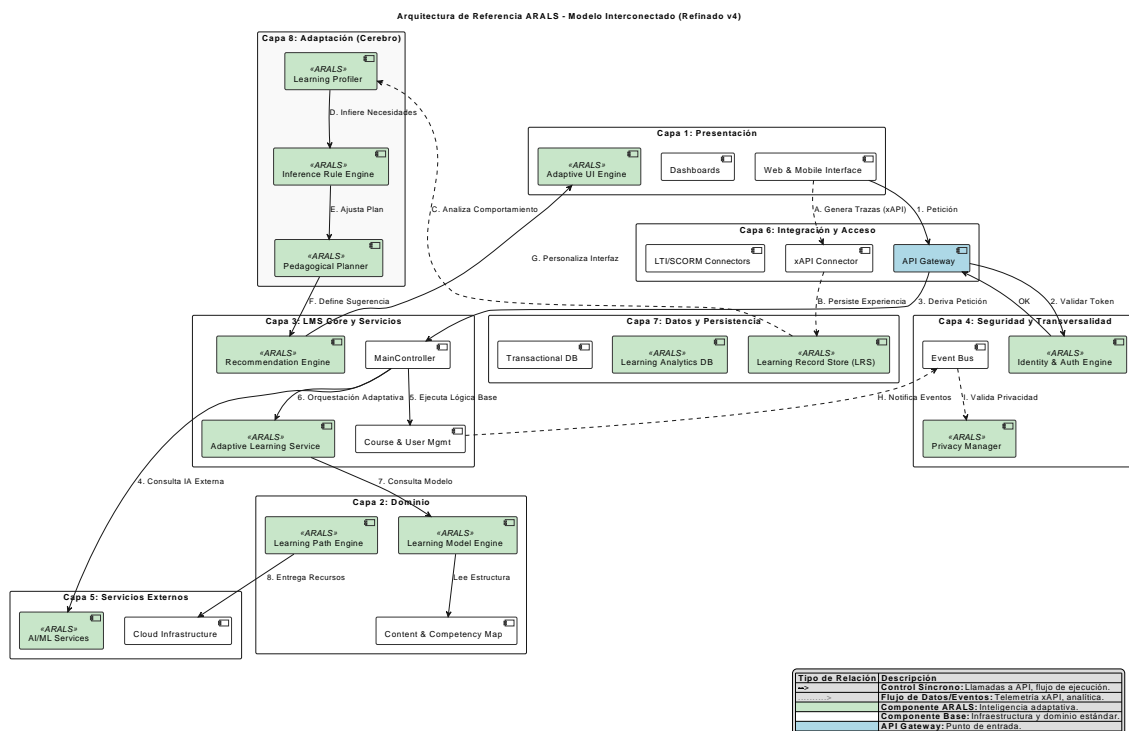 Arquitectura de Referencia ARALS - Modelo Interconectado (Refinado v4)
Capa 8: Adaptación (Cerebro)
«ARALS»
Learning Profiler
D. Infiere Necesidades
«ARALS»
Inference Rule Engine
E. Ajusta Plan
«ARALS»
Pedagogical Planner
F. Define Sugerencia
C. Analiza Comportamiento
G. Personaliza Interfaz
Capa 1: Presentación
«ARALS»
Adaptive UI Engine
Dashboards
Web & Mobile Interface
A. Genera Trazas (xAPI)
1. Petición
Capa 6: Integración y Acceso
LTI/SCORM Connectors
xAPI Connector
API Gateway
B. Persiste Experiencia
3. Deriva Petición
OK
2. Validar Token
Capa 3: LMS Core y Servicios
«ARALS»
Recommendation Engine
MainController
6. Orquestación Adaptativa
5. Ejecuta Lógica Base
«ARALS»
Adaptive Learning Service
Course & User Mgmt
Capa 7: Datos y Persistencia
Transactional DB
«ARALS»
Learning Analytics DB
«ARALS»
Learning Record Store (LRS)
Capa 4: Seguridad y Transversalidad
Event Bus
«ARALS»
Identity & Auth Engine
H. Notifica Eventos
I. Valida Privacidad
«ARALS»
Privacy Manager
4. Consulta IA Externa
7. Consulta Modelo
Capa 2: Dominio
«ARALS»
Learning Path Engine
«ARALS»
Learning Model Engine
8. Entrega Recursos
Lee Estructura
Content & Competency Map
Capa 5: Servicios Externos
«ARALS»
AI/ML Services
Cloud Infrastructure
Tipo de Relación Descripción
--> Control Síncrono: Llamadas a API, flujo de ejecución.
..........> Flujo de Datos/Eventos: Telemetría xAPI, analítica.
Componente ARALS: Inteligencia adaptativa.
Componente Base: Infraestructura y dominio estándar.
API Gateway: Punto de entrada.